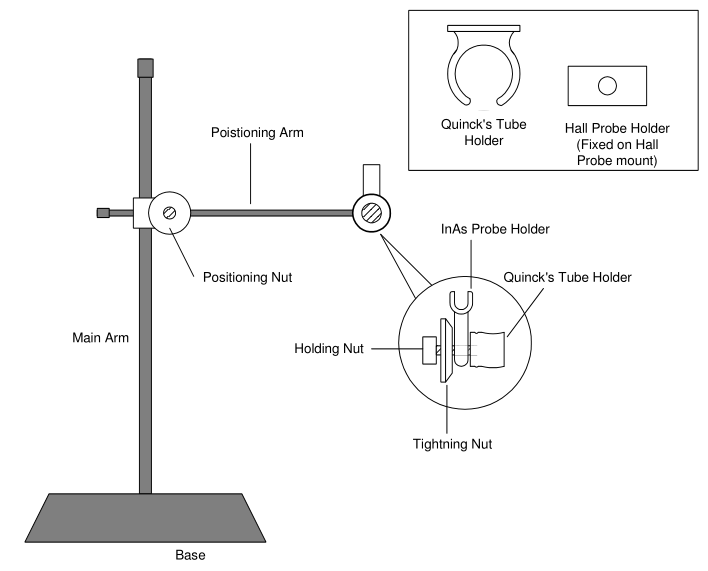 Quinck's Tube
Holder
Hall Probe Holder
(Fixed on Hall
Probe mount)
Poistioning Arm
InAs Probe Holder
Positioning Nut
Quinck's Tube Holder
Main Arm
Holding Nut
Tightning Nut
Base